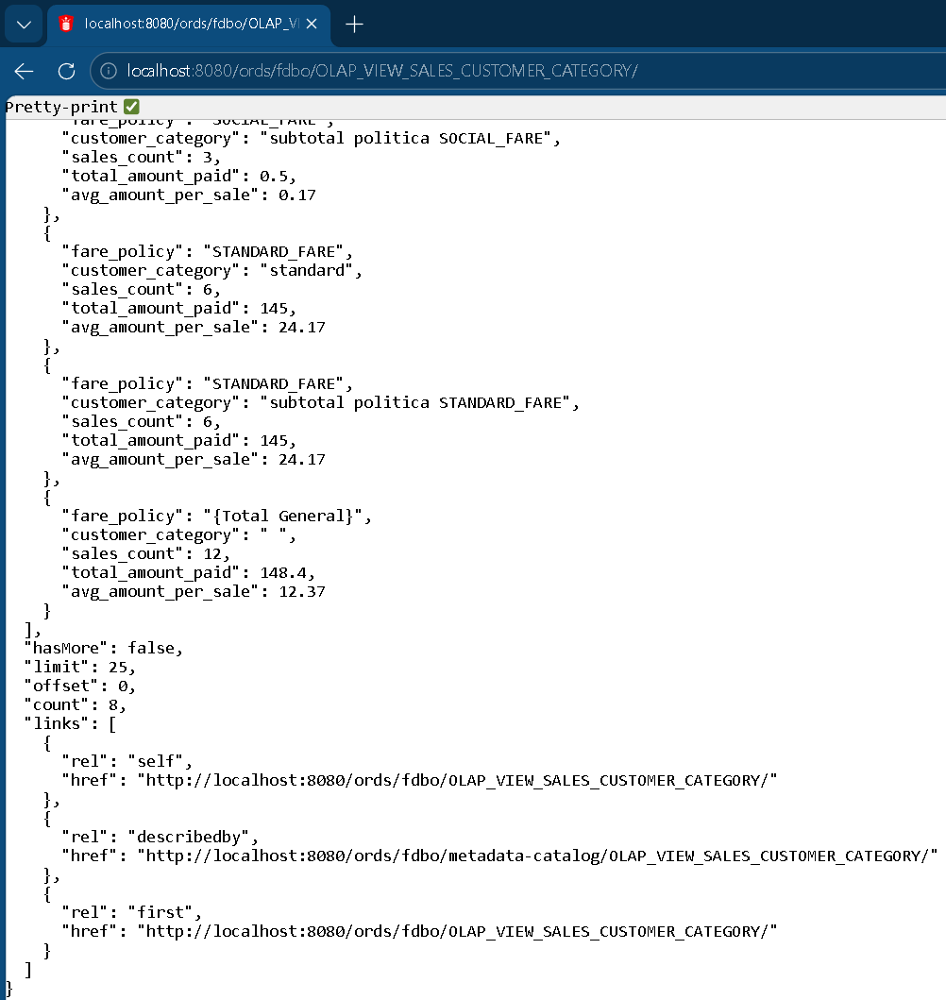 localhost:8080/ords/fdbo/OLAP_VI
localhost:8080/ords/fdbo/OLAP_VIEW_SALES_CUSTOMER_CATEGORY/
Pretty-print
"fare_policy": "SOCIAL_FARE",
"customer_category": "subtotal politica SOCIAL_FARE",
"sales_count": 3,
"total_amount_paid": 0.5,
"avg_amount_per_sale": 0.17
},
{
"fare_policy": "STANDARD_FARE",
"customer_category": "standard",
"sales_count": 6,
"total_amount_paid": 145,
"avg_amount_per_sale": 24.17
},
{
"fare_policy": "STANDARD_FARE",
"customer_category": "subtotal politica STANDARD_FARE",
"sales_count": 6,
"total_amount_paid": 145,
"avg_amount_per_sale": 24.17
},
{
"fare_policy": "{Total General}",
"customer_category": " ",
"sales_count": 12,
"total_amount_paid": 148.4,
"avg_amount_per_sale": 12.37
}
],
"hasMore": false,
"limit": 25,
"offset": 0,
"count": 8,
"links": [
{
"rel": "self",
"href": "http://localhost:8080/ords/fdbo/OLAP_VIEW_SALES_CUSTOMER_CATEGORY/"
},
{
"rel": "describedby",
"href": "http://localhost:8080/ords/fdbo/metadata-catalog/OLAP_VIEW_SALES_CUSTOMER_CATEGORY/"
},
{
"rel": "first",
"href": "http://localhost:8080/ords/fdbo/OLAP_VIEW_SALES_CUSTOMER_CATEGORY/"
}
]
}